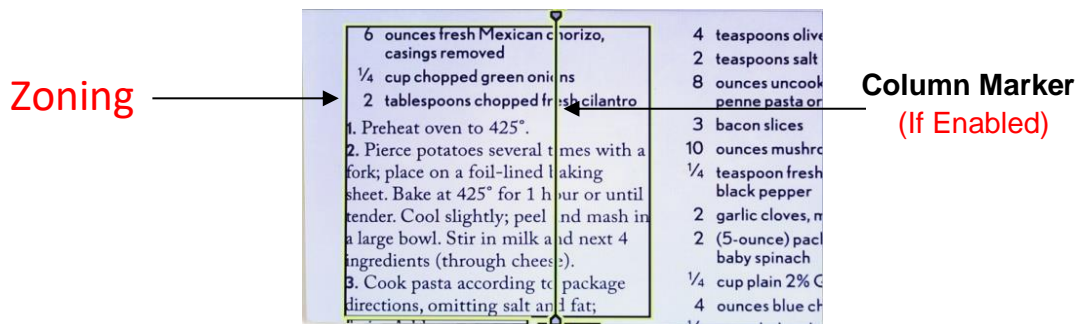 Zoning
6 ounces fresh Mexican chorizo,
casings removed
1/4 cup chopped green onions
2 tablespoons chopped fresh cilantro
1. Preheat oven to 425°.
2. Pierce potatoes several times with a
fork; place on a foil-lined baking
sheet. Bake at 425° for 1 hour or until
tender. Cool slightly; peel and mash in
a large bowl. Stir in milk and next 4
ingredients (through cheese).
3. Cook pasta according to package
directions, omitting salt and fat;
4 teaspoons olive
2 teaspoons salt
8 ounces uncook
penne pasta or
3 bacon slices
10 ounces mushro
1/4 teaspoon fresh
black pepper
2 garlic cloves,
2 (5-ounce)
baby spinach
1/4 cup plain 2%
4 ounces blue
Column Marker
(If Enabled)